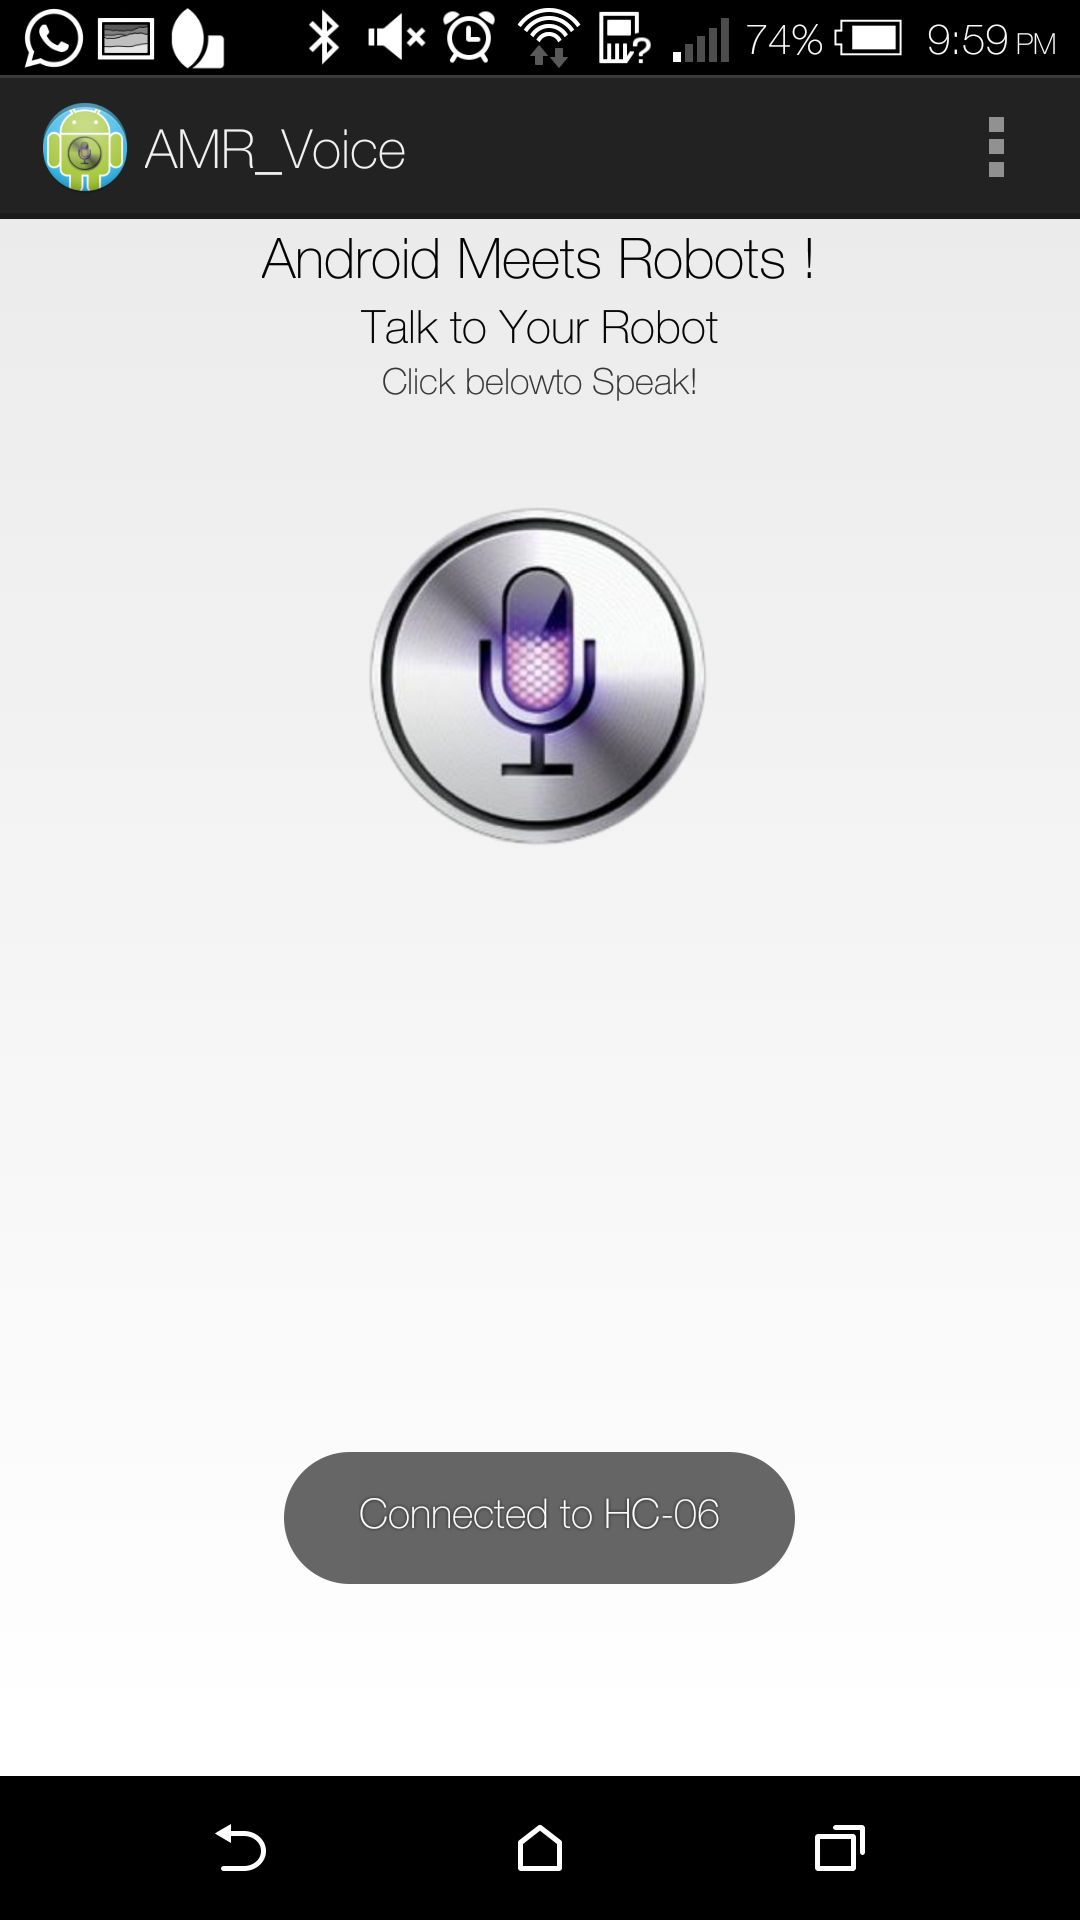 74% 9:59 PM
AMR_Voice
Android Meets Robots !
Talk to Your Robot
Click belowto Speak!
Connected to HC-06